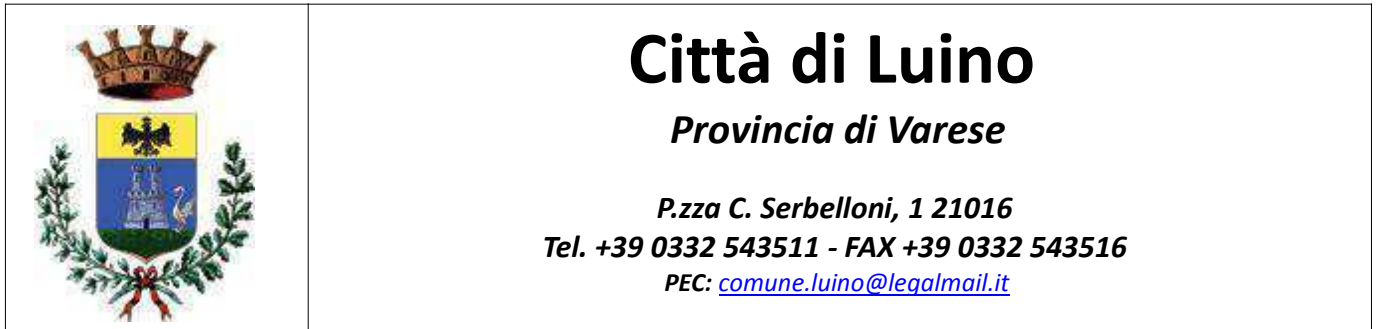 Città di Luino
Provincia di Varese
P.zza C. Serbelloni, 1 21016
Tel. +39 0332 543511 - FAX +39 0332 543516
PEC: comune.luino@legalmail.it